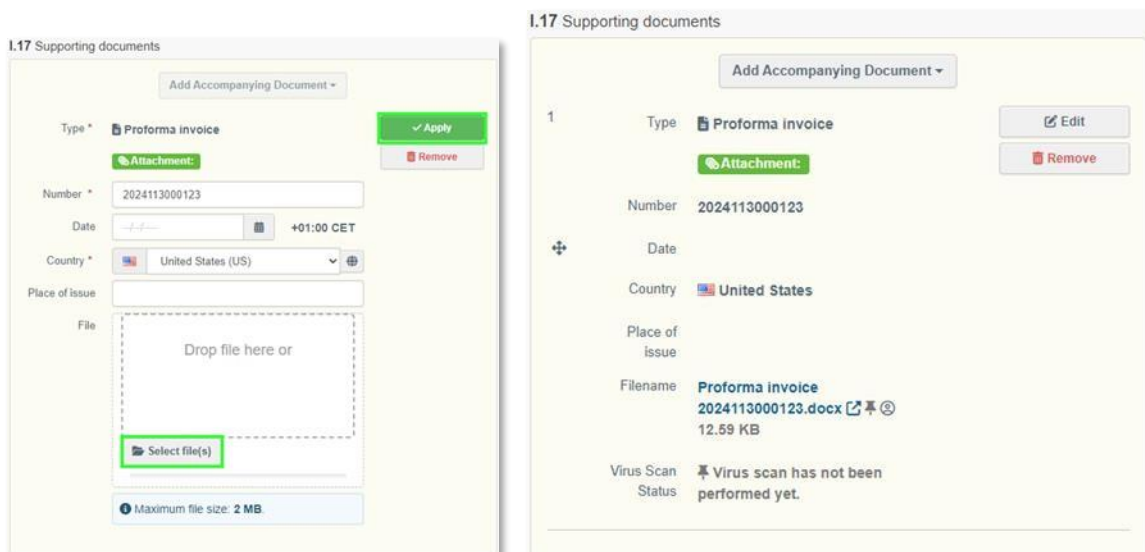 I.17 Supporting documents
Add Accompanying Document
Type * Proforma invoice
Apply
Attachment:
Remove
Number * 2024113000123
Date --/--/---- +01:00 CET
Country * United States (US)
Place of issue
File
Drop file here or
Select file(s)
Maximum file size: 2 MB.
I.17 Supporting documents
Add Accompanying Document
1 Type Proforma invoice
Edit
Attachment:
Remove
Number 2024113000123
Date
Country United States
Place of
issue
Filename Proforma invoice
2024113000123.docx
12.59 KB
Virus Scan Virus scan has not been
Status performed yet.